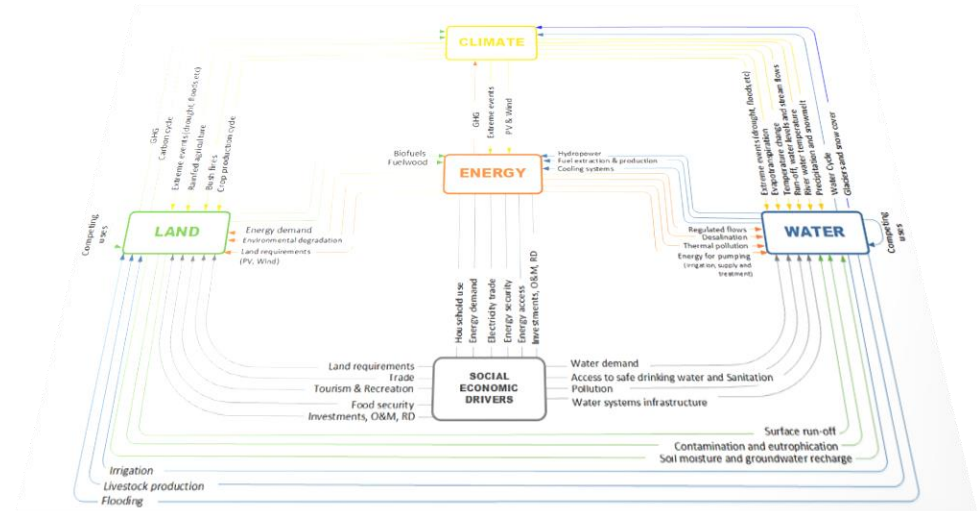 CLIMATE
GHG
Carbon cycle
Extreme events (drought, floods, etc)
Rainfed agriculture
Bush fires
Crop production cycle
GHG
Extreme events
PV & Wind
Extreme events (drought, floods, etc)
Evapotranspiration
Temperature change
Temperature levels and stream flows
Run-off, water levels
River water temperature
Precipitation and snowmelt
Water Cycle
Glaciers and snow cover
Biofuels
Fuelwood
ENERGY
Hydropower
Fuel extraction & production
Cooling systems
Competing
uses
LAND
Energy demand
Environmental degradation
Land requirements
(PV, Wind)
Regulated flows
Desalination
Thermal pollution
Energy for pumping
(irrigation, supply and
treatment)
WATER
Competing
uses
Household use
Energy demand
Electricity trade
Energy security
Energy access
Investments, O&M, RD
Land requirements
Trade
Tourism & Recreation
Food security
Investments, O&M, RD
SOCIAL
ECONOMIC
DRIVERS
Water demand
Access to safe drinking water and Sanitation
Pollution
Water systems infrastructure
Surface run-off
Contamination and eutrophication
Soil moisture and groundwater recharge
Irrigation
Livestock production
Flooding